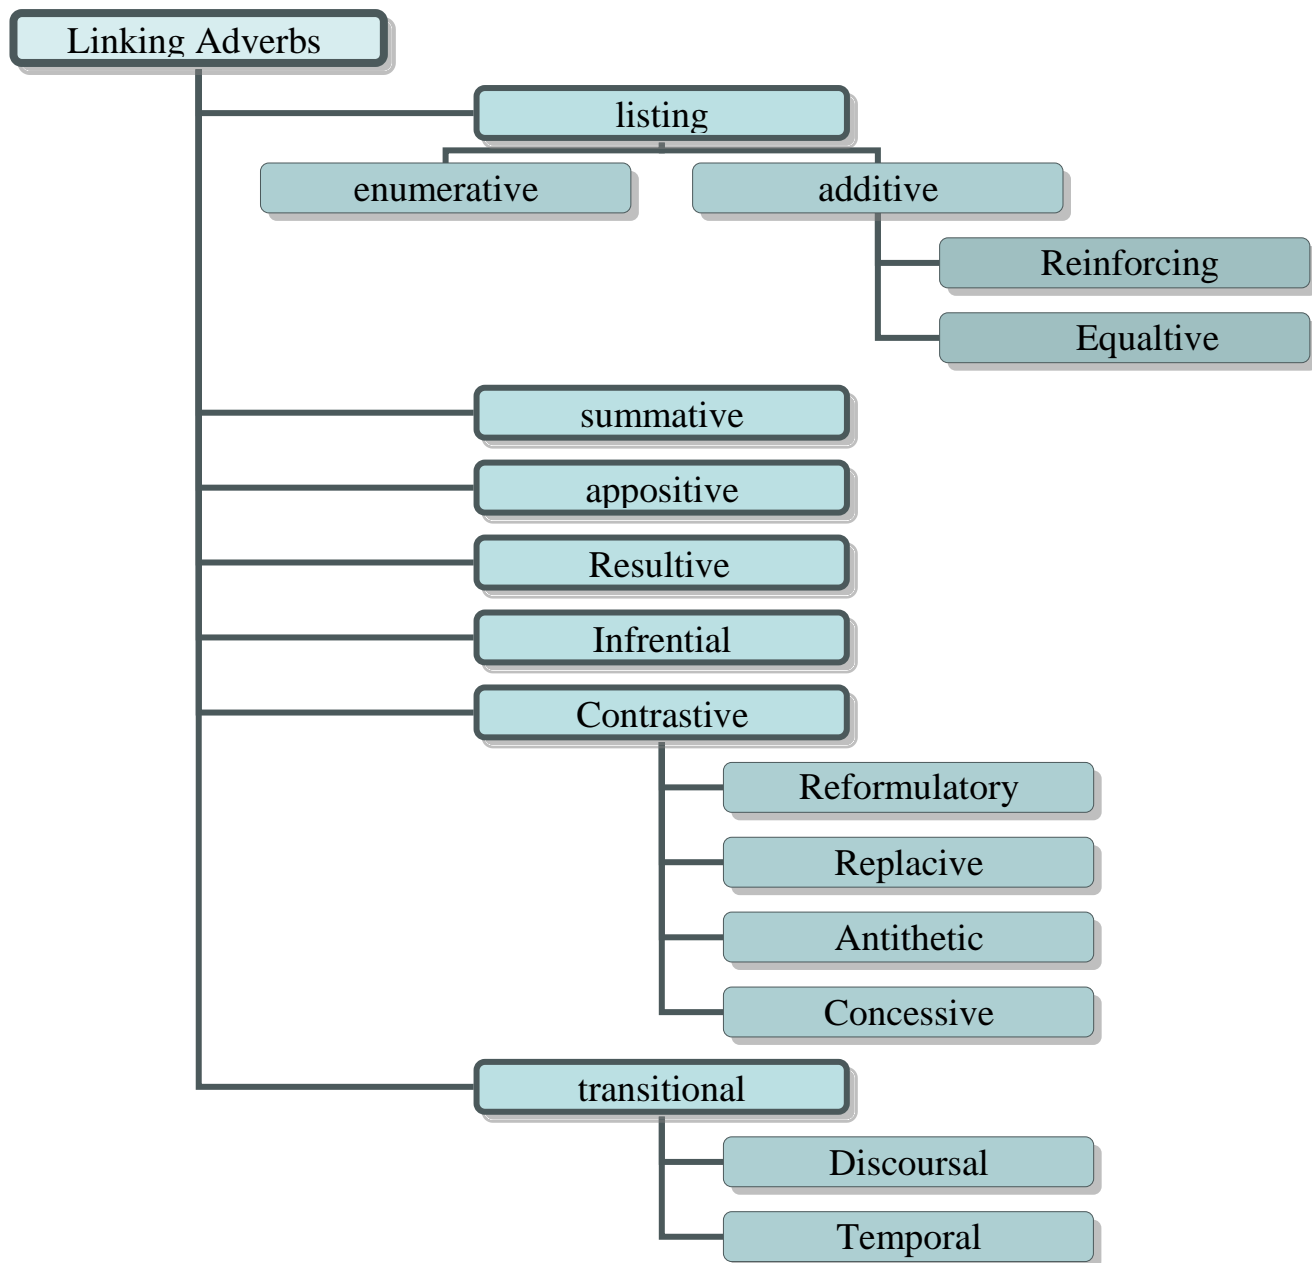 Linking Adverbs
listing
enumerative
additive
Reinforcing
Equaltive
summative
appositive
Resultive
Infrential
Contrastive
Reformulatory
Replacive
Antithetic
Concessive
transitional
Discoursal
Temporal